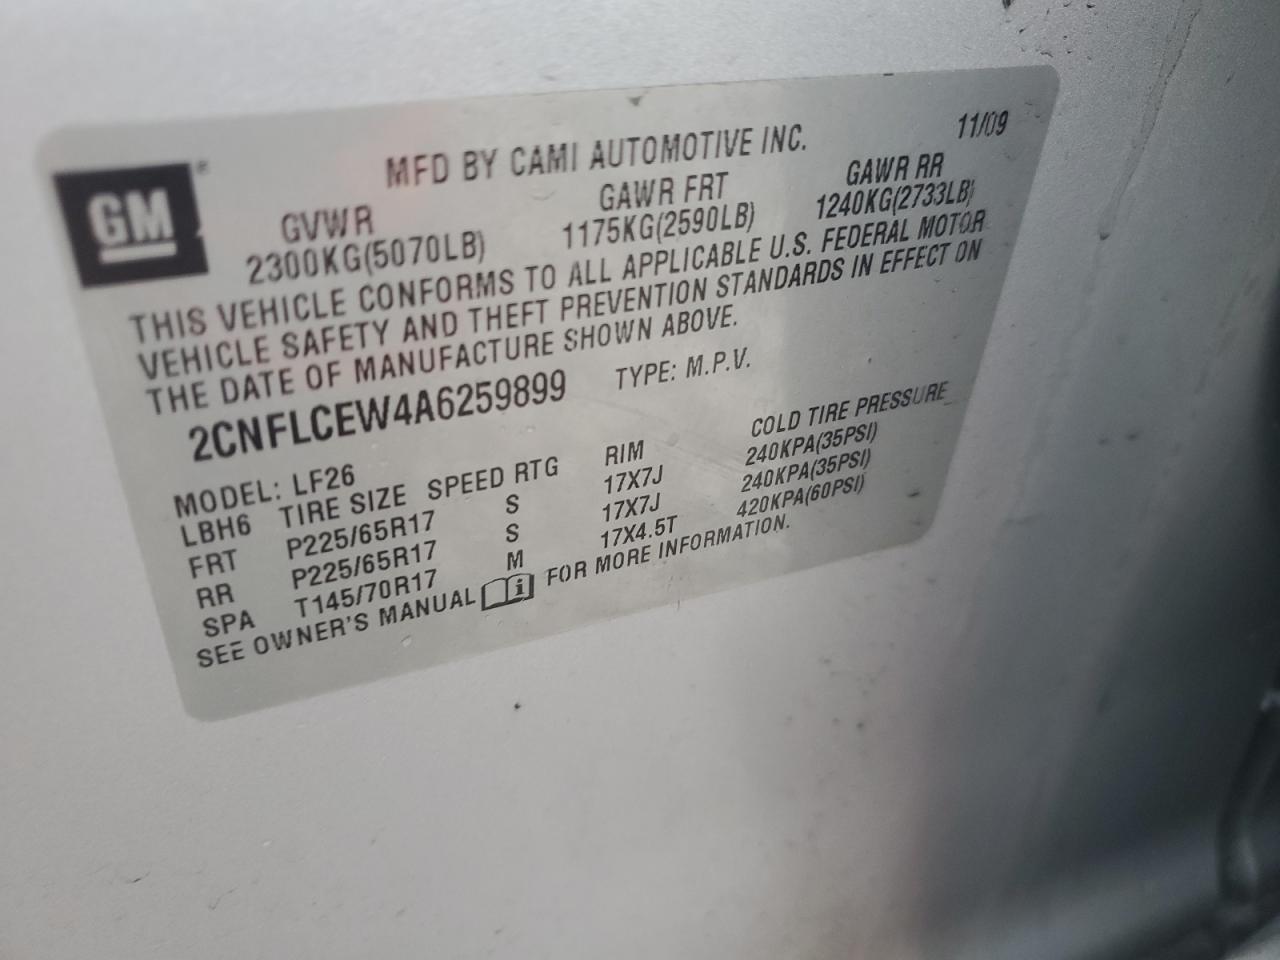 GM®
MFD BY CAMI AUTOMOTIVE INC. 11/09
GVWR GAWR FRT GAWR RR
2300KG(5070LB) 1175KG(2590LB) 1240KG(2733LB)
THIS VEHICLE CONFORMS TO ALL APPLICABLE U.S. FEDERAL MOTOR
VEHICLE SAFETY AND THEFT PREVENTION STANDARDS IN EFFECT ON
THE DATE OF MANUFACTURE SHOWN ABOVE.
2CNFLCEW4A6259899 TYPE: M.P.V.
MODEL: LF26
LBH6 TIRE SIZE SPEED RTG RIM COLD TIRE PRESSURE
FRT P225/65R17 S 17X7J 240KPA(35PSI)
RR P225/65R17 S 17X7J 240KPA(35PSI)
SPA T145/70R17 M 17X4.5T 420KPA(60PSI)
SEE OWNER'S MANUAL i FOR MORE INFORMATION.